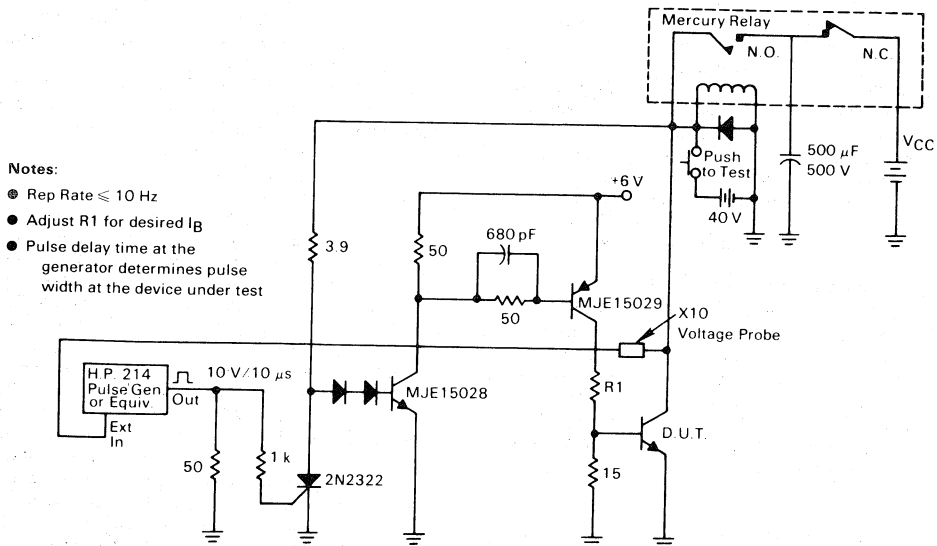 Mercury Relay
N.O.
N.C.
Notes:
Rep Rate ⩽ 10 Hz
Adjust R1 for desired IB
Pulse delay time at the
generator determines pulse
width at the device under test
3.9
50
680 pF
50
+6 V
Push
to Test
40 V
500 μF
500 V
VCC
MJE15029
X10
Voltage Probe
H.P. 214
Pulse Gen.
or Equiv.
Out
Ext
In
10 V/10 μs
MJE15028
R1
D.U.T.
50
1 k
2N2322
15